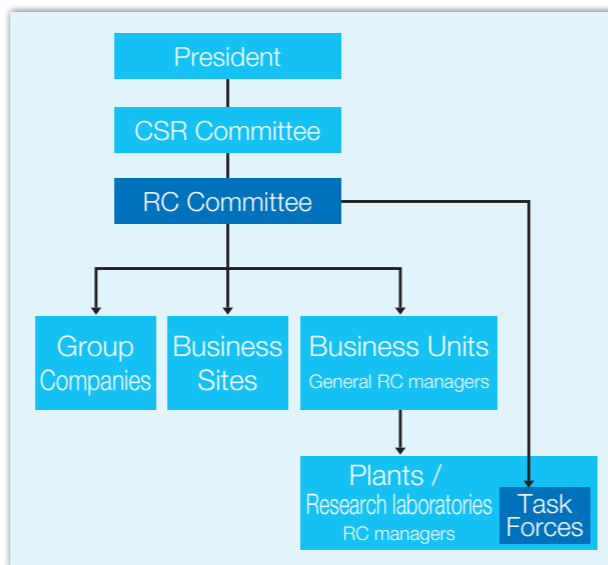 President
CSR Committee
RC Committee
Group
Companies
Business
Sites
Business Units
General RC managers
Plants /
Research laboratories
RC managers
Task
Forces